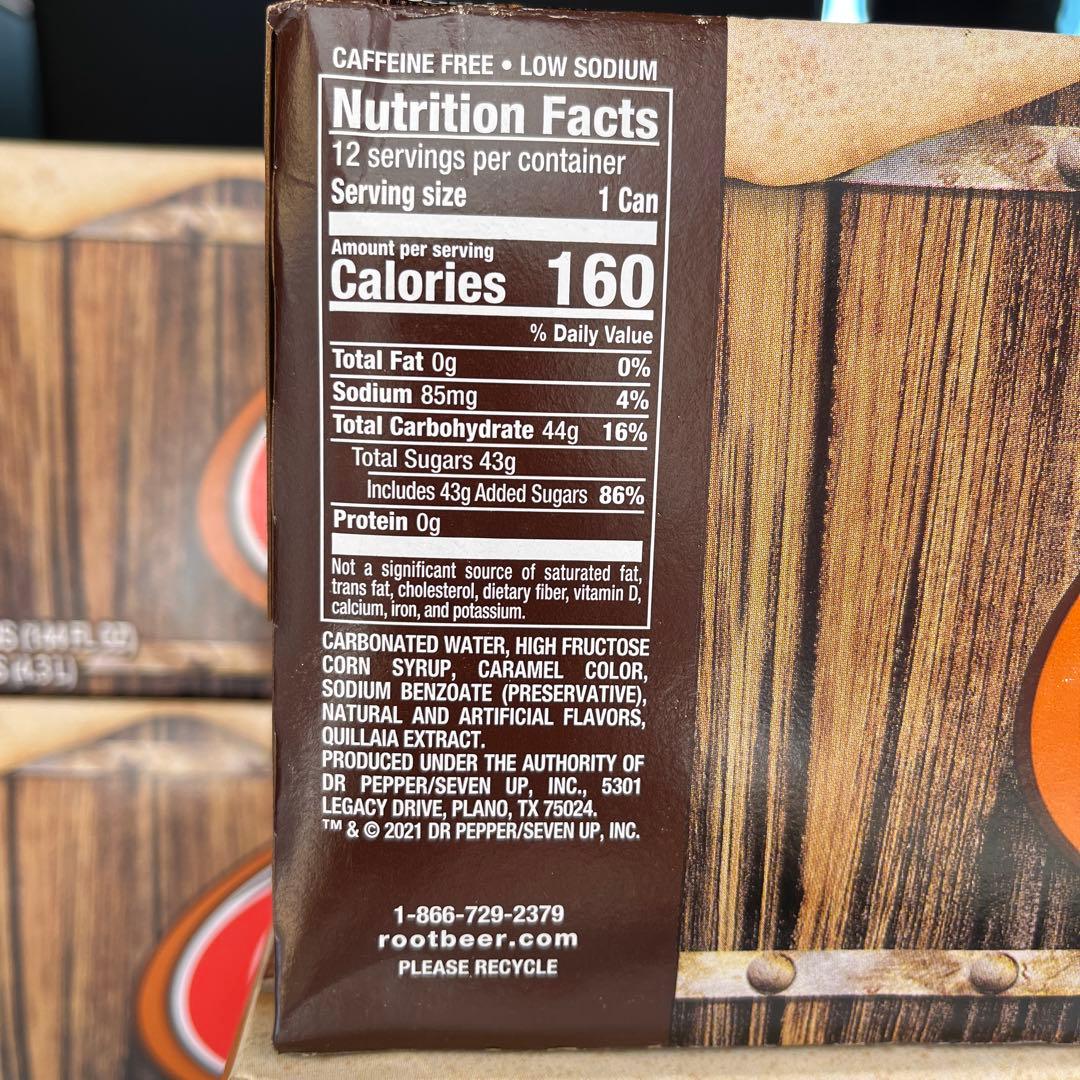 CAFFEINE FREE • LOW SODIUM
Nutrition Facts
12 servings per container
Serving size 1 Can
Amount per serving
Calories 160
% Daily Value
Total Fat 0g 0%
Sodium 85mg 4%
Total Carbohydrate 44g 16%
Total Sugars 43g
Includes 43g Added Sugars 86%
Protein 0g
Not a significant source of saturated fat,
trans fat, cholesterol, dietary fiber, vitamin D,
calcium, iron, and potassium.
CARBONATED WATER, HIGH FRUCTOSE
CORN SYRUP, CARAMEL COLOR,
SODIUM BENZOATE (PRESERVATIVE),
NATURAL AND ARTIFICIAL FLAVORS,
QUILLAIA EXTRACT.
PRODUCED UNDER THE AUTHORITY OF
DR PEPPER/SEVEN UP, INC., 5301
LEGACY DRIVE, PLANO, TX 75024.
™ & © 2021 DR PEPPER/SEVEN UP, INC.
1-866-729-2379
rootbeer.com
PLEASE RECYCLE